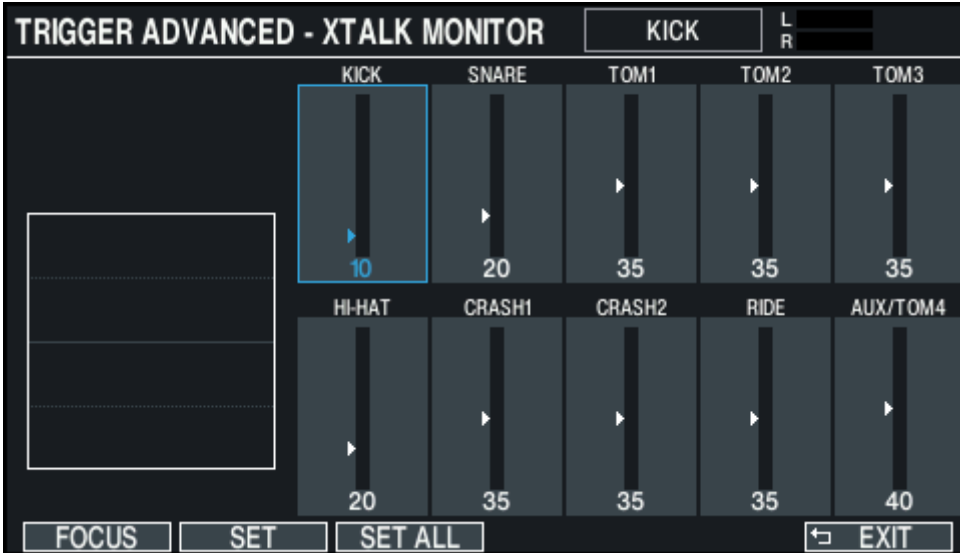 TRIGGER ADVANCED - XTALK MONITOR KICK L
R
KICK SNARE TOM1 TOM2 TOM3
10 20 35 35 35
HI-HAT CRASH1 CRASH2 RIDE AUX/TOM4
20 35 35 35 40
FOCUS SET SET ALL EXIT